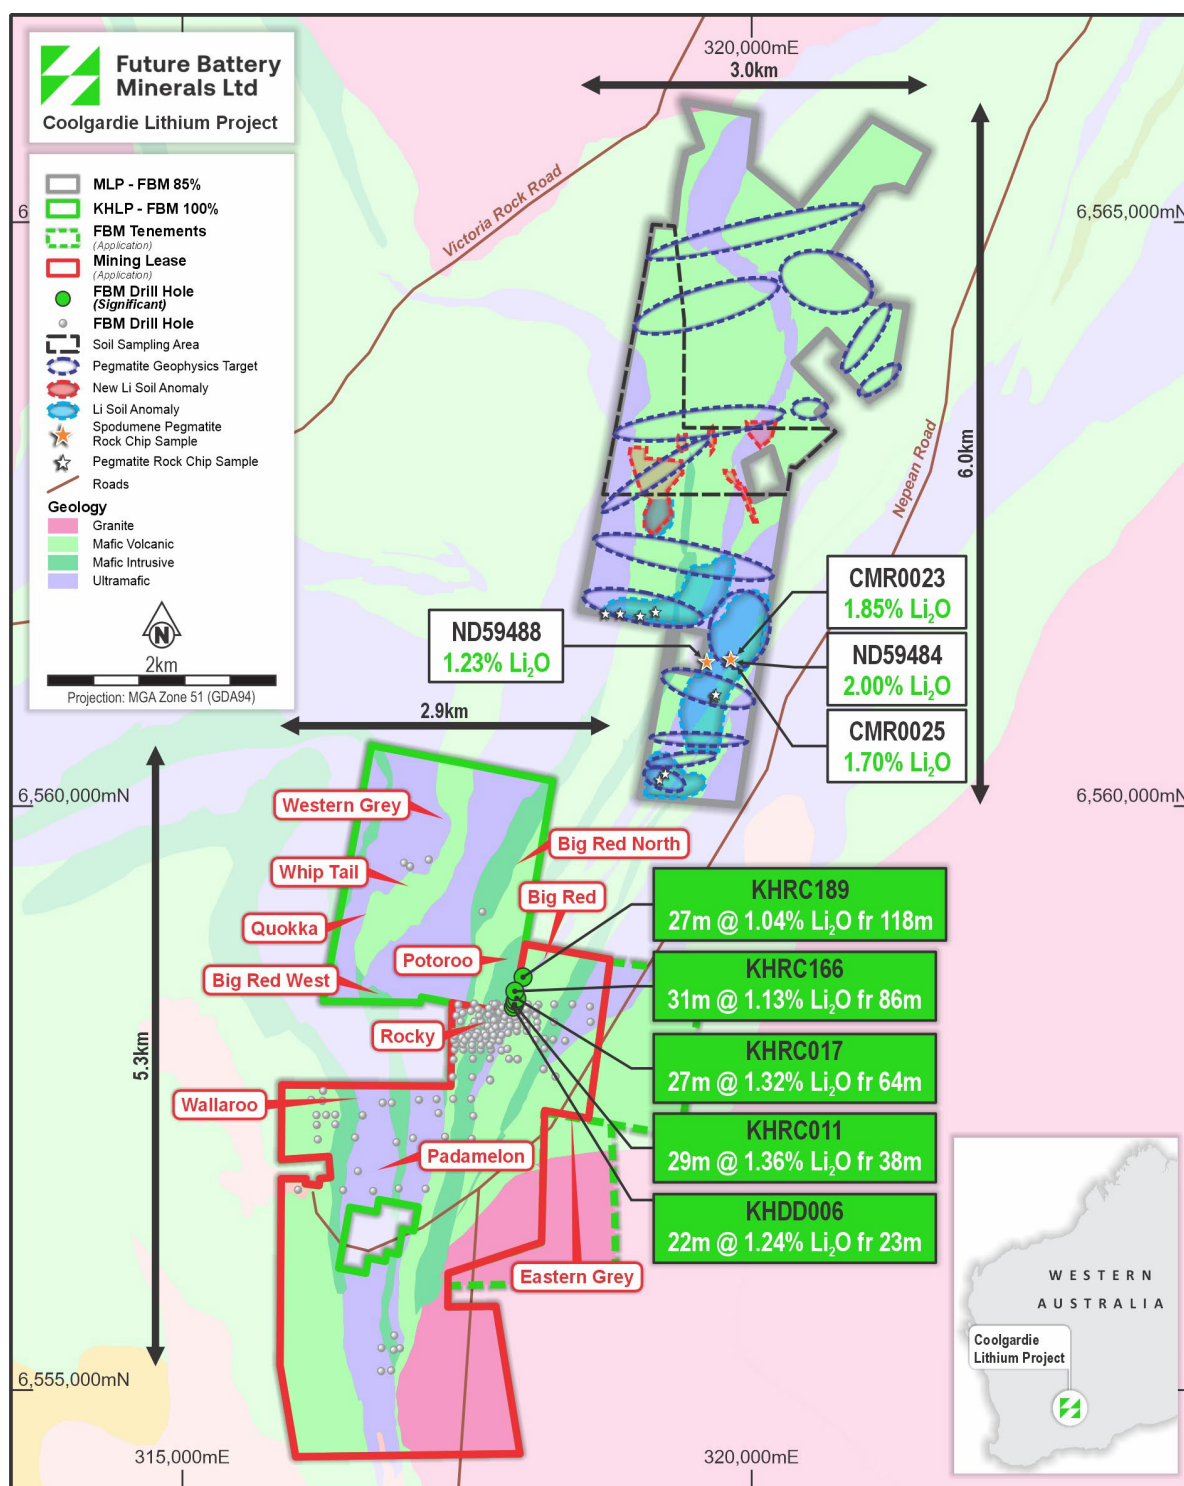 Future Battery
Minerals Ltd
Coolgardie Lithium Project
MLP - FBM 85%
KHLP - FBM 100%
FBM Tenements
(Application)
Mining Lease
(Application)
FBM Drill Hole
(Significant)
FBM Drill Hole
Soil Sampling Area
Pegmatite Geophysics Target
New Li Soil Anomaly
Li Soil Anomaly
Spodumene Pegmatite
Rock Chip Sample
Pegmatite Rock Chip Sample
Roads
Geology
Granite
Mafic Volcanic
Mafic Intrusive
Ultramafic
N
2km
Projection: MGA Zone 51 (GDA94)
320,000mE
3.0km
Victoria Rock Road
6,565,000mN
6.0km
Nepean Road
CMR0023
1.85% Li₂O
ND59488
1.23% Li₂O
ND59484
2.00% Li₂O
CMR0025
1.70% Li₂O
2.9km
6,560,000mN
6,560,000mN
Western Grey
Big Red North
Whip Tail
Big Red
Quokka
Potoroo
Big Red West
Rocky
5.3km
Wallaroo
Padamelon
Eastern Grey
KHRC189
27m @ 1.04% Li₂O fr 118m
KHRC166
31m @ 1.13% Li₂O fr 86m
KHRC017
27m @ 1.32% Li₂O fr 64m
KHRC011
29m @ 1.36% Li₂O fr 38m
KHDD006
22m @ 1.24% Li₂O fr 23m
WESTERN
AUSTRALIA
Coolgardie
Lithium Project
6,555,000mN
315,000mE
320,000mE